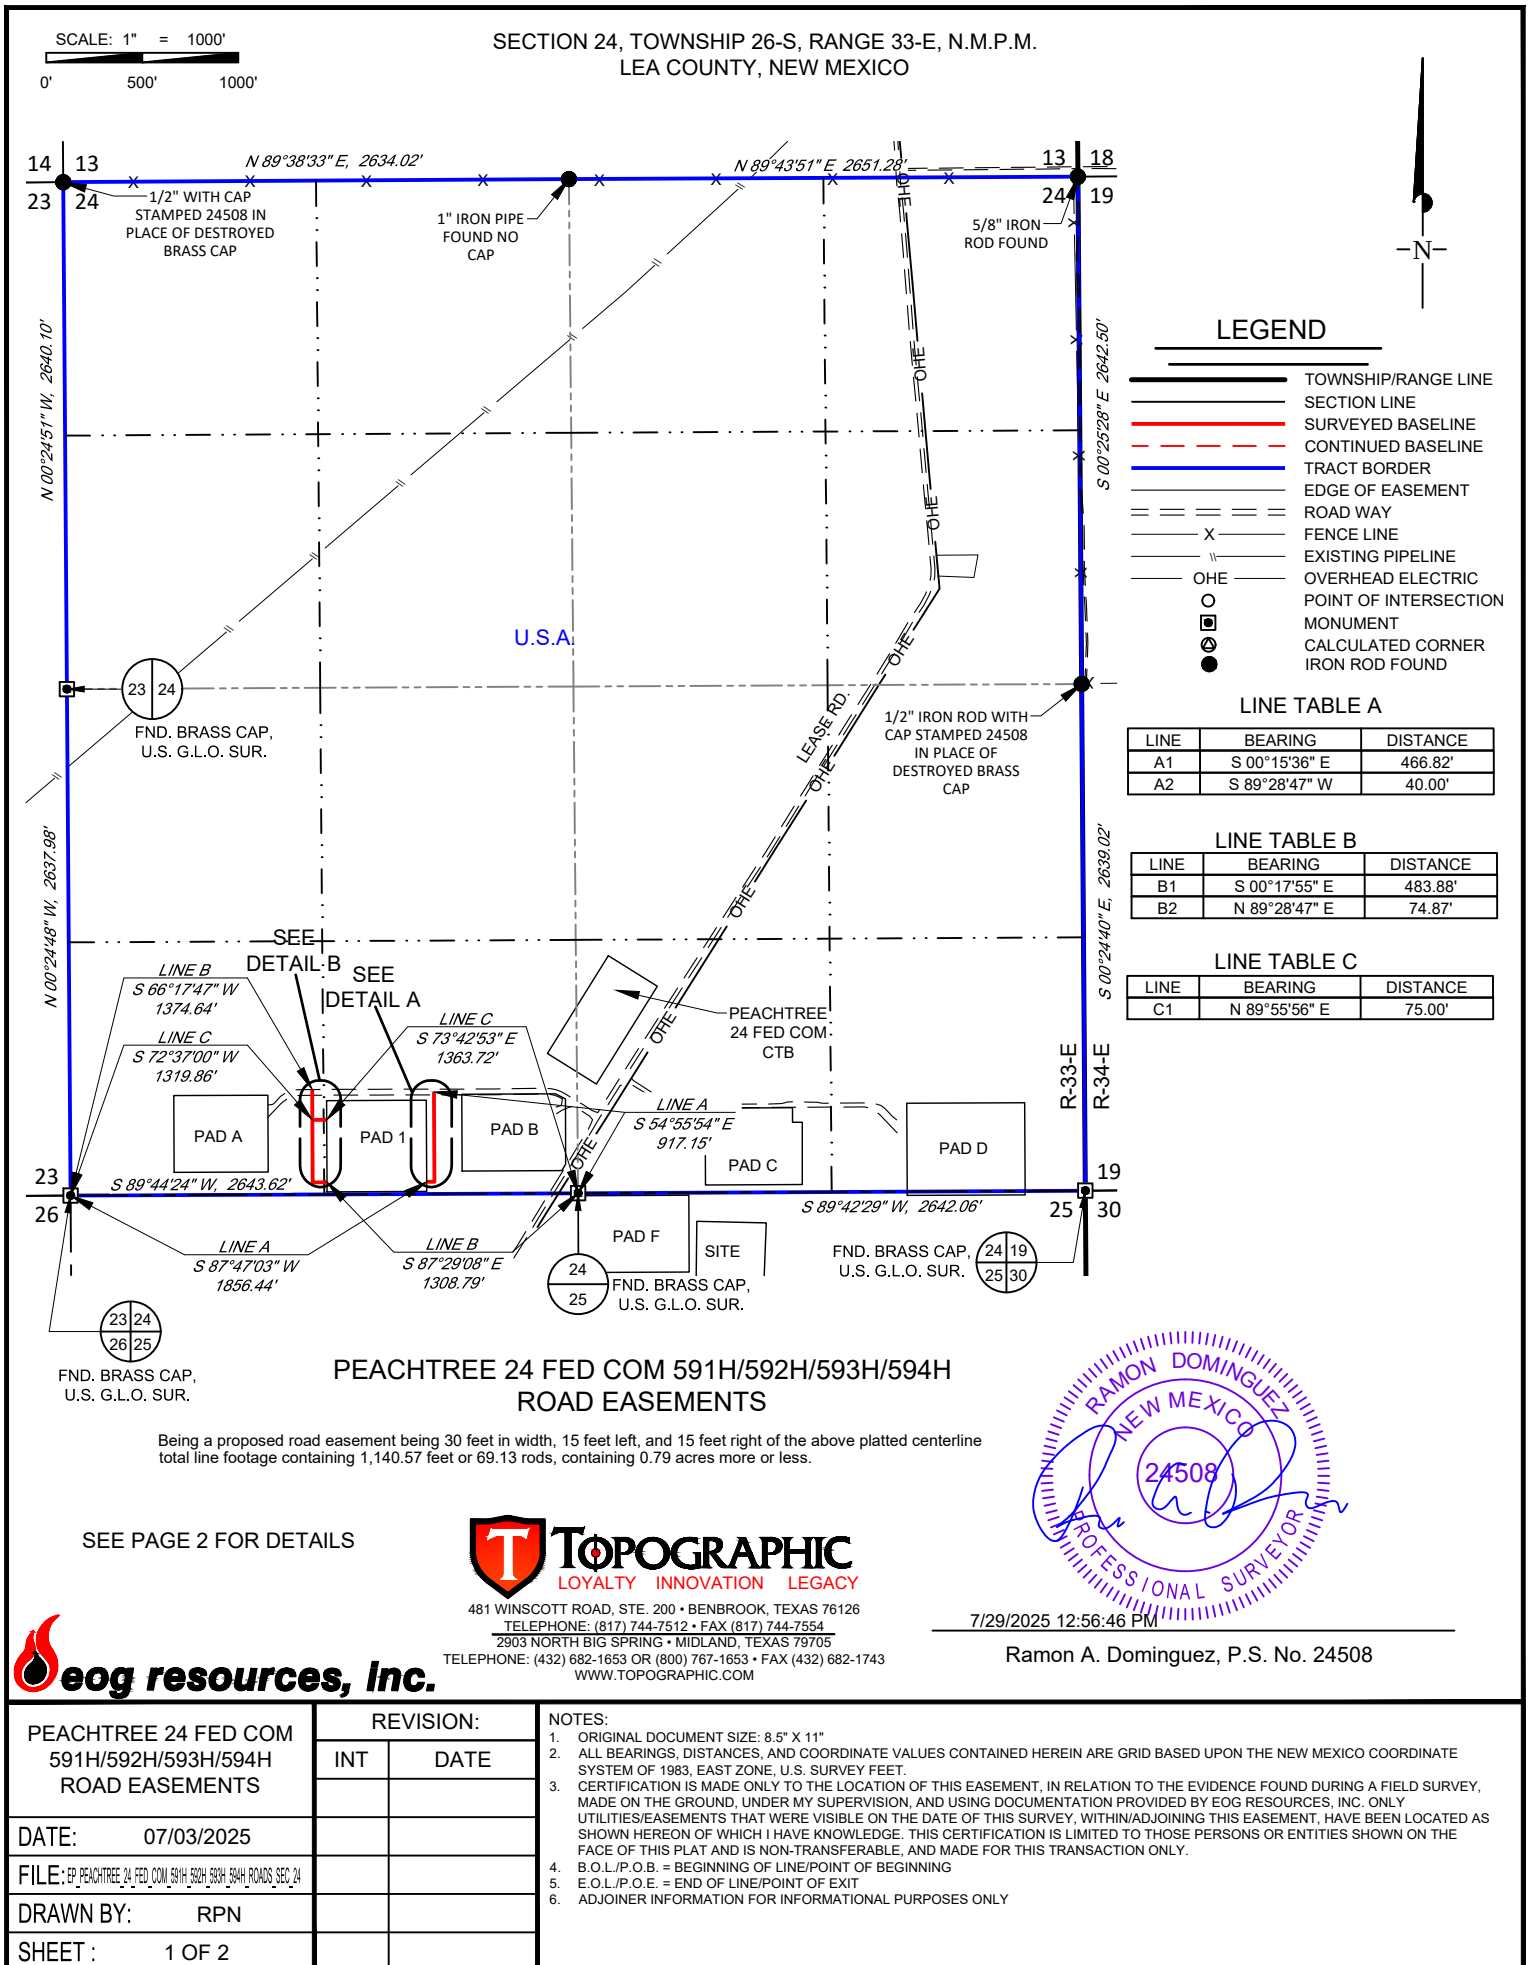 SCALE: 1" = 1000'
0' 500' 1000'
SECTION 24, TOWNSHIP 26-S, RANGE 33-E, N.M.P.M.
LEA COUNTY, NEW MEXICO
-N-
14 13
23 24
N 89°38'33" E, 2634.02'
N 89°43'51" E 2651.28'
13 18
24 19
1/2" WITH CAP
STAMPED 24508 IN
PLACE OF DESTROYED
BRASS CAP
1" IRON PIPE
FOUND NO
CAP
5/8" IRON
ROD FOUND
OHE
OHE
OHE
OHE
OHE
OHE
OHE
OHE
N 00°24'51" W, 2640.10'
S 00°25'28" E 2642.50'
U.S.A.
LEASE RD.
23 24
FND. BRASS CAP,
U.S. G.L.O. SUR.
1/2" IRON ROD WITH
CAP STAMPED 24508
IN PLACE OF
DESTROYED BRASS
CAP
N 00°24'48" W, 2637.98'
S 00°24'40" E, 2639.02'
LEGEND
TOWNSHIP/RANGE LINE
SECTION LINE
SURVEYED BASELINE
CONTINUED BASELINE
TRACT BORDER
EDGE OF EASEMENT
ROAD WAY
X FENCE LINE
\\ EXISTING PIPELINE
OHE OVERHEAD ELECTRIC
POINT OF INTERSECTION
MONUMENT
CALCULATED CORNER
IRON ROD FOUND
LINE TABLE A
LINE BEARING DISTANCE
A1 S 00°15'36" E 466.82'
A2 S 89°28'47" W 40.00'
LINE TABLE B
LINE BEARING DISTANCE
B1 S 00°17'55" E 483.88'
B2 N 89°28'47" E 74.87'
LINE TABLE C
LINE BEARING DISTANCE
C1 N 89°55'56" E 75.00'
SEE
DETAIL B
SEE
DETAIL A
LINE B
S 66°17'47" W
1374.64'
LINE C
S 72°37'00" W
1319.86'
LINE C
S 73°42'53" E
1363.72'
PEACHTREE
24 FED COM
CTB
LINE A
S 54°55'54" E
917.15'
R-33-E
R-34-E
PAD A
PAD 1
PAD B
PAD C
PAD D
23
26
S 89°44'24" W, 2643.62'
S 89°42'29" W, 2642.06'
19
25 30
LINE A
S 87°47'03" W
1856.44'
LINE B
S 87°29'08" E
1308.79'
PAD F
SITE
24
25
FND. BRASS CAP,
U.S. G.L.O. SUR.
FND. BRASS CAP,
U.S. G.L.O. SUR.
24 19
25 30
23 24
26 25
FND. BRASS CAP,
U.S. G.L.O. SUR.
PEACHTREE 24 FED COM 591H/592H/593H/594H
ROAD EASEMENTS
Being a proposed road easement being 30 feet in width, 15 feet left, and 15 feet right of the above platted centerline
total line footage containing 1,140.57 feet or 69.13 rods, containing 0.79 acres more or less.
SEE PAGE 2 FOR DETAILS
T TOPOGRAPHIC
LOYALTY INNOVATION LEGACY
481 WINSCOTT ROAD, STE. 200 • BENBROOK, TEXAS 76126
TELEPHONE: (817) 744-7512 • FAX (817) 744-7554
2903 NORTH BIG SPRING • MIDLAND, TEXAS 79705
TELEPHONE: (432) 682-1653 OR (800) 767-1653 • FAX (432) 682-1743
WWW.TOPOGRAPHIC.COM
RAMON DOMINGUEZ
NEW MEXICO
24508
PROFESSIONAL SURVEYOR
7/29/2025 12:56:46 PM
Ramon A. Dominguez, P.S. No. 24508
eog resources, inc.
PEACHTREE 24 FED COM
591H/592H/593H/594H
ROAD EASEMENTS
DATE: 07/03/2025
FILE: EP_PEACHTREE_24_FED_COM_591H_592H_593H_594H_ROADS_SEC_24
DRAWN BY: RPN
SHEET : 1 OF 2
REVISION:
INT DATE
NOTES:
1. ORIGINAL DOCUMENT SIZE: 8.5" X 11"
2. ALL BEARINGS, DISTANCES, AND COORDINATE VALUES CONTAINED HEREIN ARE GRID BASED UPON THE NEW MEXICO COORDINATE
SYSTEM OF 1983, EAST ZONE, U.S. SURVEY FEET.
3. CERTIFICATION IS MADE ONLY TO THE LOCATION OF THIS EASEMENT, IN RELATION TO THE EVIDENCE FOUND DURING A FIELD SURVEY,
MADE ON THE GROUND, UNDER MY SUPERVISION, AND USING DOCUMENTATION PROVIDED BY EOG RESOURCES, INC. ONLY
UTILITIES/EASEMENTS THAT WERE VISIBLE ON THE DATE OF THIS SURVEY, WITHIN/ADJOINING THIS EASEMENT, HAVE BEEN LOCATED AS
SHOWN HEREON OF WHICH I HAVE KNOWLEDGE. THIS CERTIFICATION IS LIMITED TO THOSE PERSONS OR ENTITIES SHOWN ON THE
FACE OF THIS PLAT AND IS NON-TRANSFERABLE, AND MADE FOR THIS TRANSACTION ONLY.
4. B.O.L./P.O.B. = BEGINNING OF LINE/POINT OF BEGINNING
5. E.O.L./P.O.E. = END OF LINE/POINT OF EXIT
6. ADJOINER INFORMATION FOR INFORMATIONAL PURPOSES ONLY